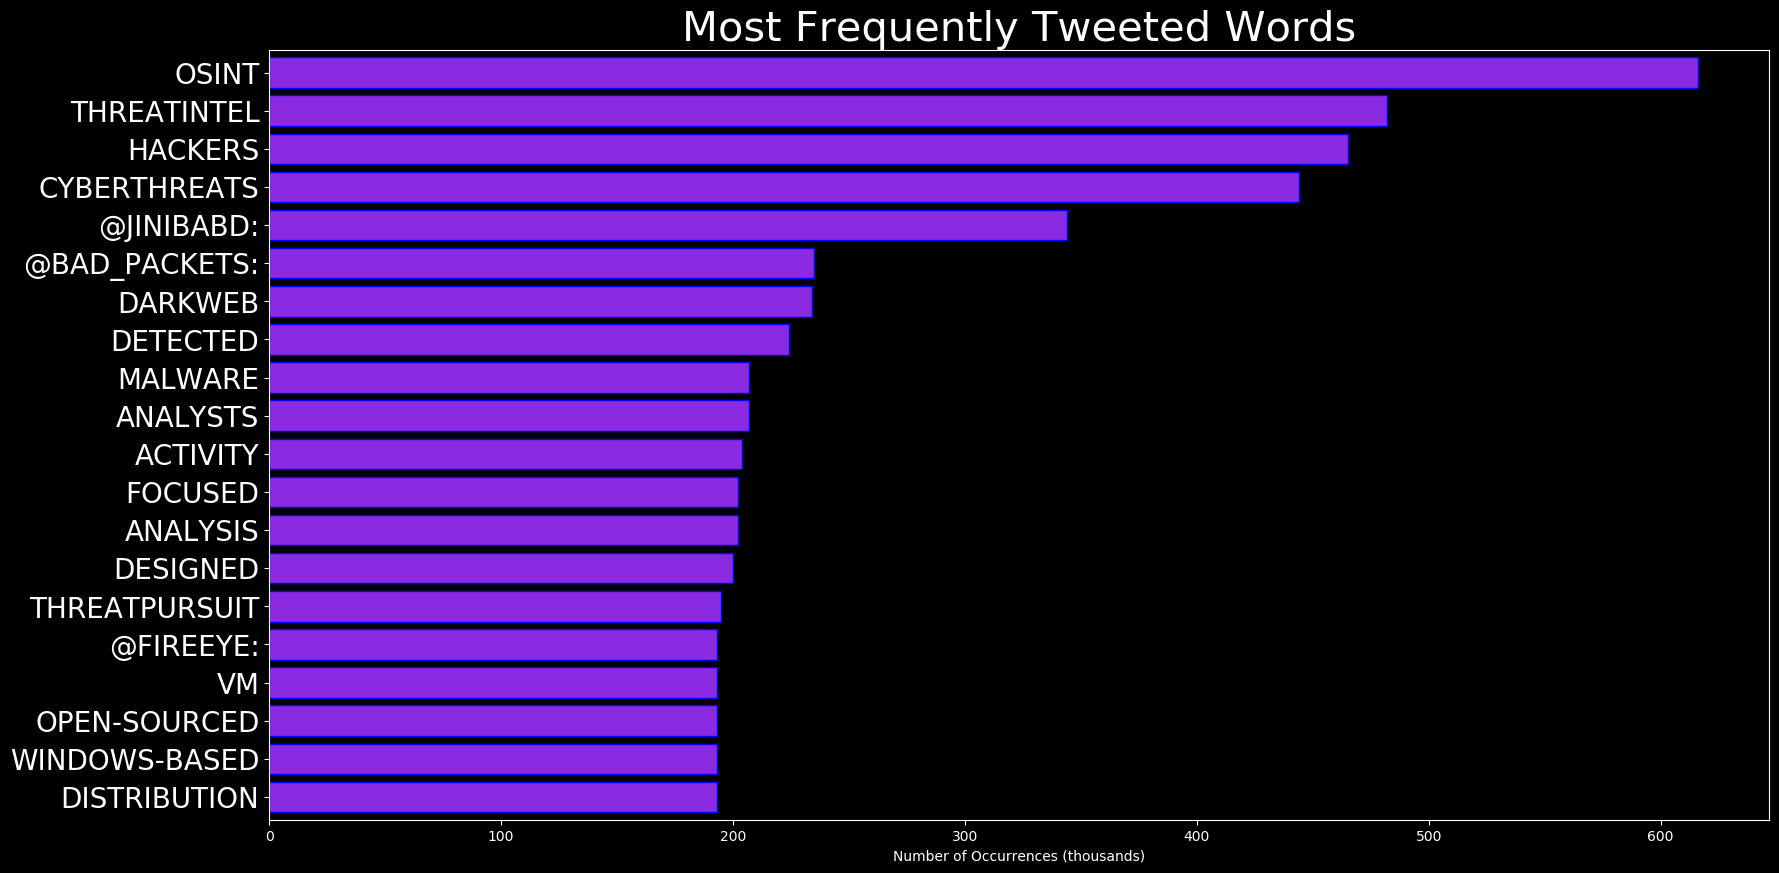 Most Frequently Tweeted Words
OSINT
THREATINTEL
HACKERS
CYBERTHREATS
@JINIBABD:
@BAD_PACKETS:
DARKWEB
DETECTED
MALWARE
ANALYSTS
ACTIVITY
FOCUSED
ANALYSIS
DESIGNED
THREATPURSUIT
@FIREEYE:
VM
OPEN-SOURCED
WINDOWS-BASED
DISTRIBUTION
0 100 200 300 400 500 600
Number of Occurrences (thousands)